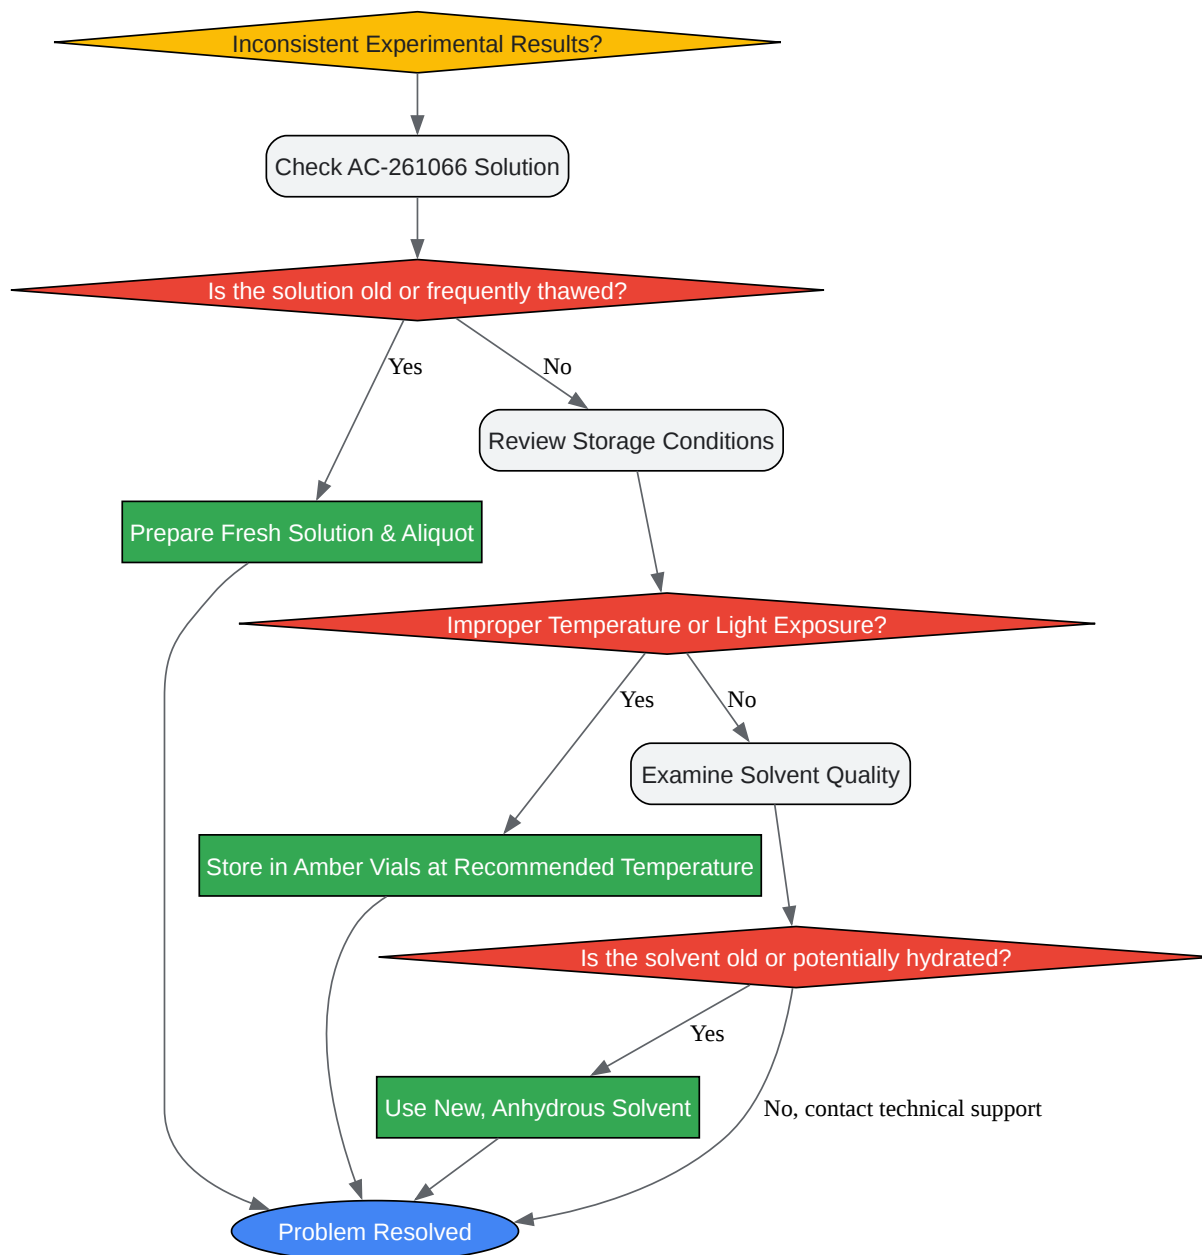 Inconsistent Experimental Results?
Check AC-261066 Solution
Is the solution old or frequently thawed?
Yes
No
Review Storage Conditions
Prepare Fresh Solution & Aliquot
Improper Temperature or Light Exposure?
Yes
No
Examine Solvent Quality
Store in Amber Vials at Recommended Temperature
Is the solvent old or potentially hydrated?
Yes
Use New, Anhydrous Solvent
No, contact technical support
Problem Resolved